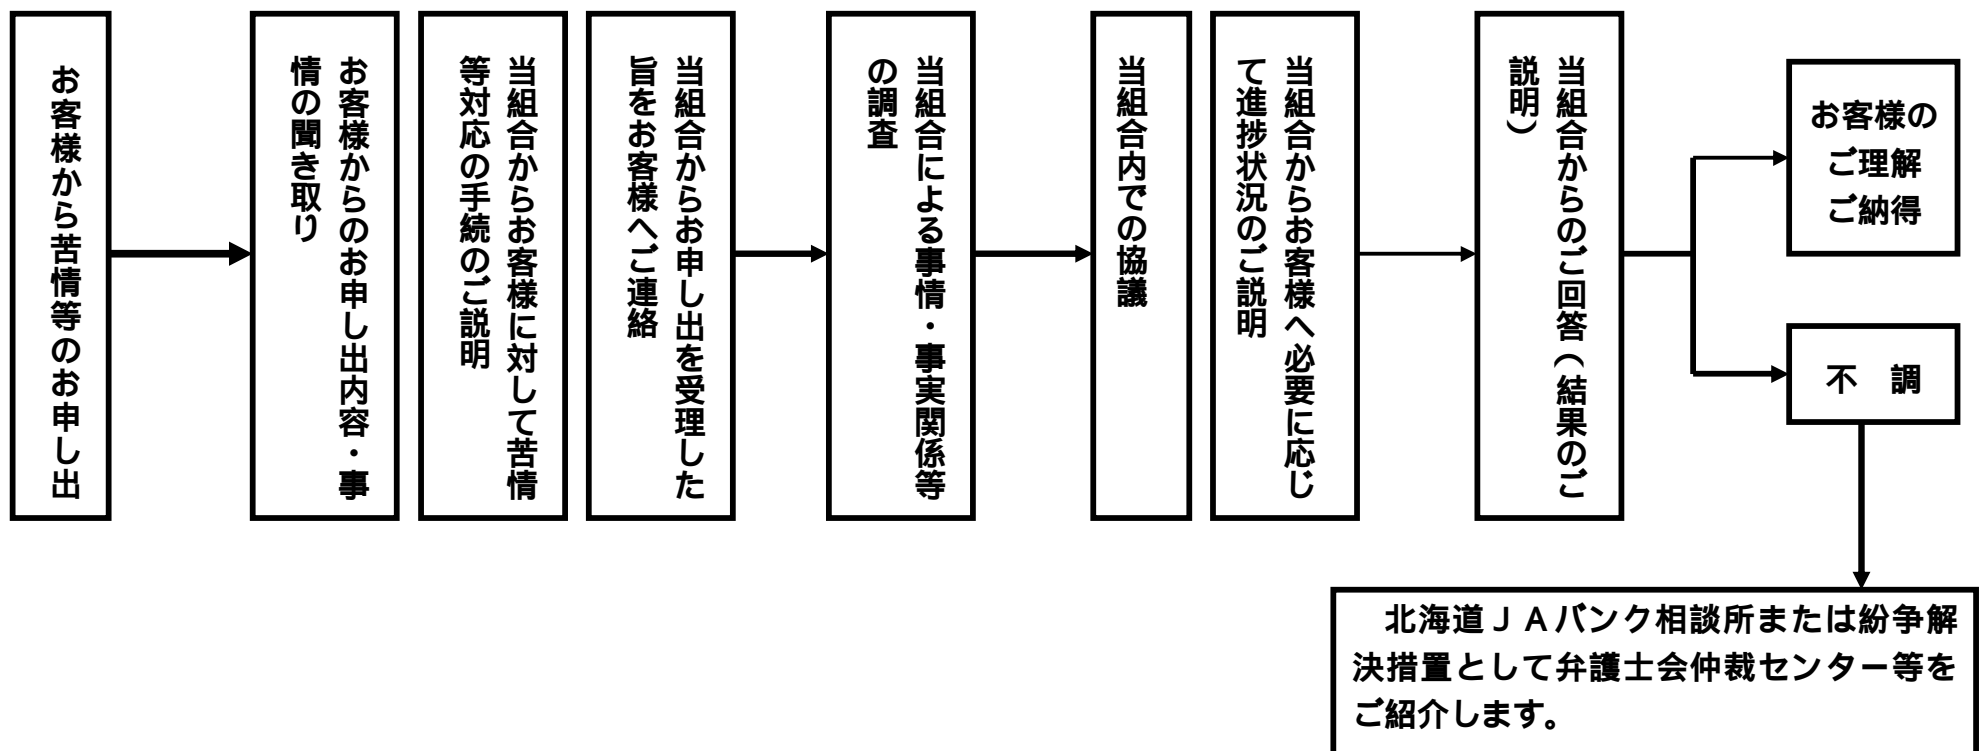 お客様から苦情等のお申し出
お客様からのお申し出内容・事
情の聞き取り
当組合からお客様に対して苦情
等対応の手続のご説明
当組合からお申し出を受理した
旨をお客様へご連絡
当組合による事情・事実関係等
の調査
当組合内での協議
当組合からお客様へ必要に応じ
て進捗状況のご説明
当組合からのご回答（結果のご
説明）
お客様の
ご理解
ご納得
不　調
北海道ＪＡバンク相談所または紛争解
決措置として弁護士会仲裁センター等を
ご紹介します。